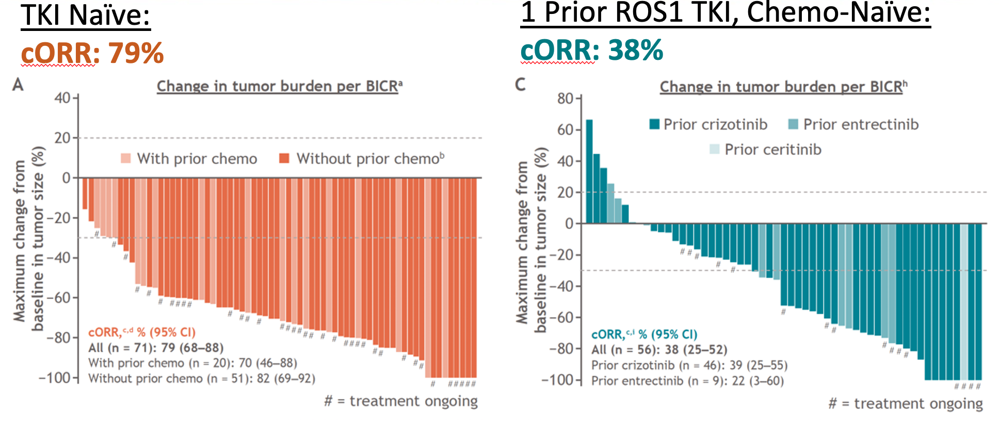 TKI Naïve:
cORR: 79%
A
Change in tumor burden per BICRᵃ
Maximum change from
baseline in tumor size (%)
40
20
0
−20
−40
−60
−80
−100
With prior chemo
Without prior chemoᵇ
# # # # # # # # # # # # # # # # # # # # # # # # # # # # # # # # # # # #
cORR,ᶜ,ᵈ % (95% CI)
All (n = 71): 79 (68–88)
With prior chemo (n = 20): 70 (46–88)
Without prior chemo (n = 51): 82 (69–92)
# = treatment ongoing
1 Prior ROS1 TKI, Chemo-Naïve:
cORR: 38%
C
Change in tumor burden per BICRʰ
Maximum change from
baseline in tumor size (%)
80
60
40
20
0
−20
−40
−60
−80
−100
Prior crizotinib
Prior entrectinib
Prior ceritinib
# # # # # # # # # # # # # # # #
cORR,ᶜ,ⁱ % (95% CI)
All (n = 56): 38 (25–52)
Prior crizotinib (n = 46): 39 (25–55)
Prior entrectinib (n = 9): 22 (3–60)
# = treatment ongoing